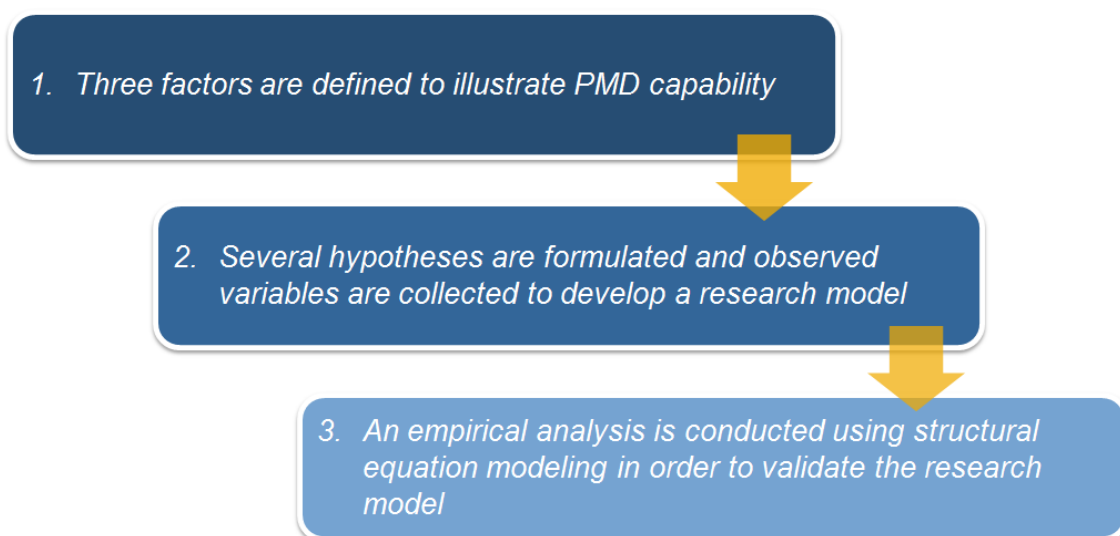 1. Three factors are defined to illustrate PMD capability
2. Several hypotheses are formulated and observed
variables are collected to develop a research model
3. An empirical analysis is conducted using structural
equation modeling in order to validate the research
model